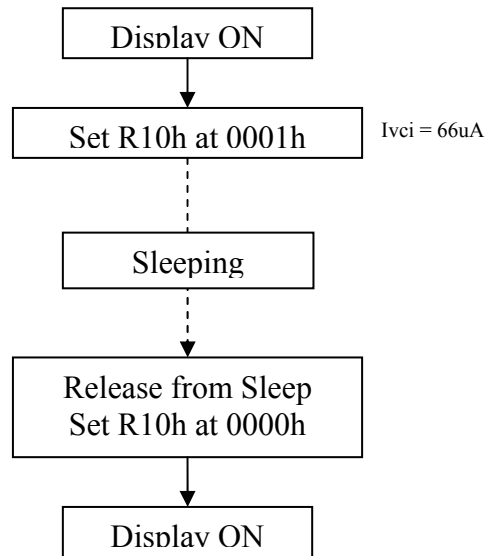 Display ON
Set R10h at 0001h
Ivci = 66uA
Sleeping
Release from Sleep
Set R10h at 0000h
Display ON